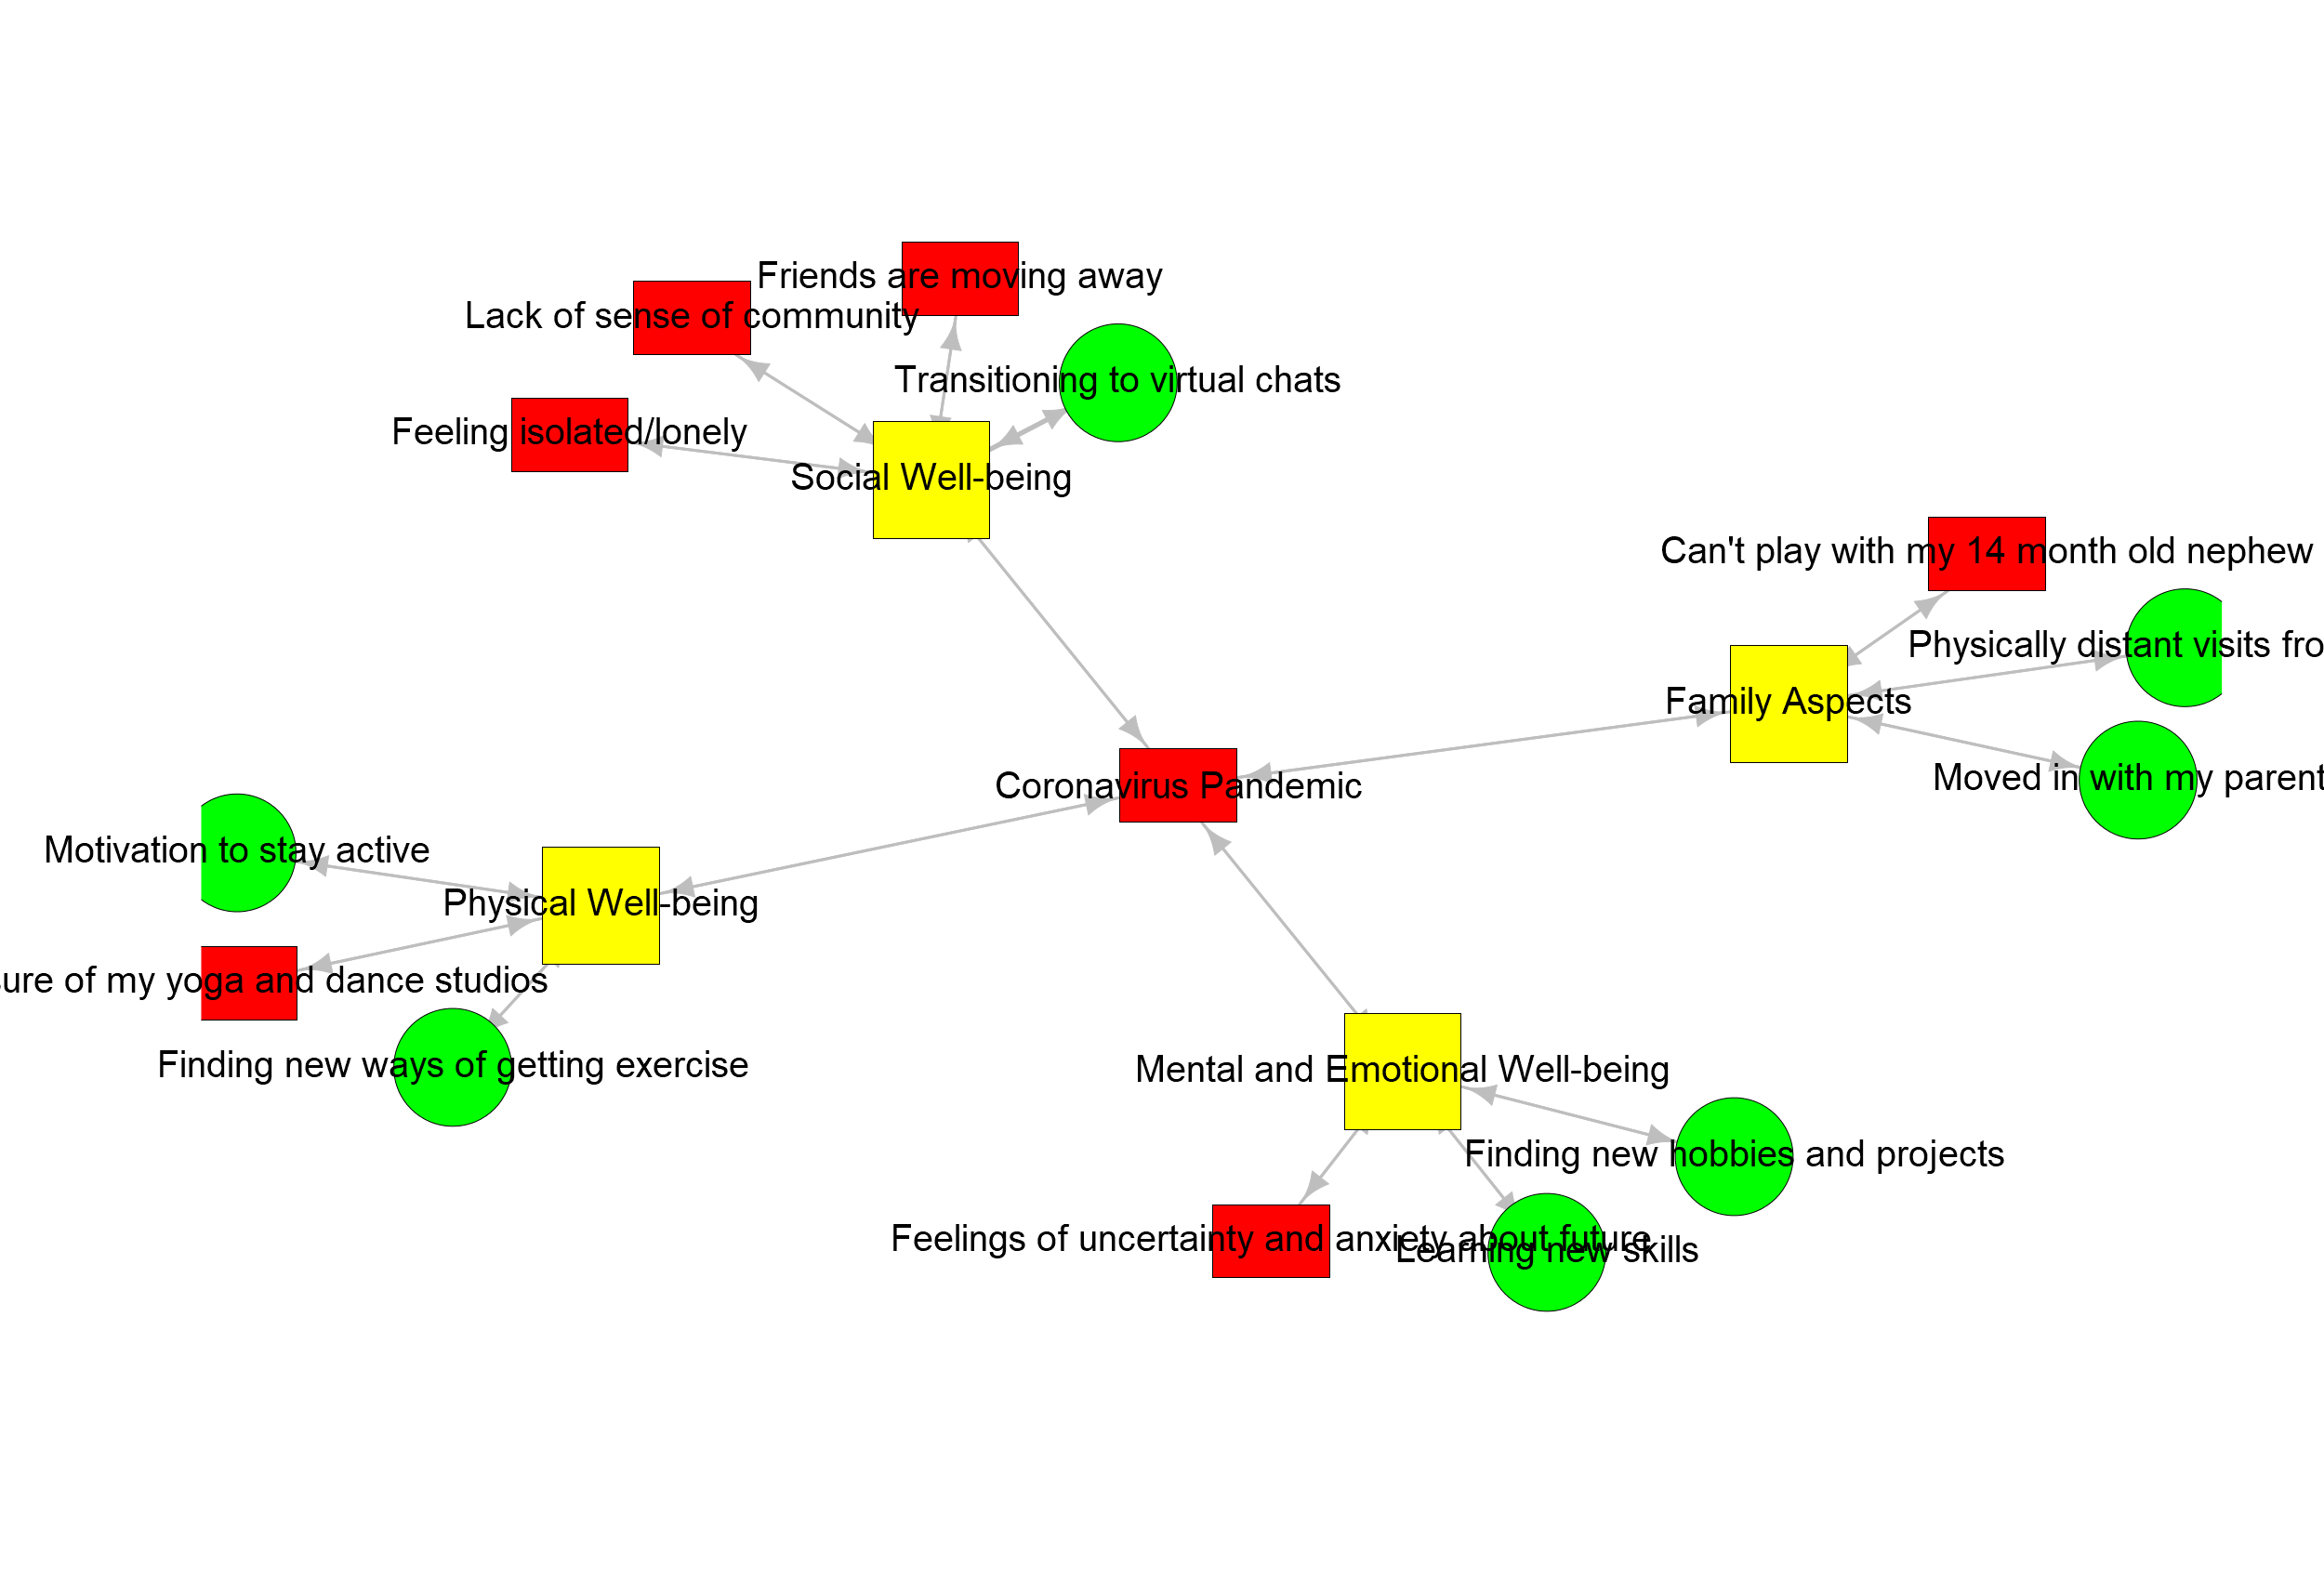 Friends are moving away
Lack of sense of community
Transitioning to virtual chats
Feeling isolated/lonely
Social Well-being
Can't play with my 14 month old nephew
Physically distant visits
Family Aspects
Moved in with my
Coronavirus Pandemic
Motivation to stay active
Physical Well-being
of my yoga and dance studios
Finding new ways of getting exercise
Mental and Emotional Well-being
Finding new hobbies and projects
Feelings of uncertainty and anxiety about future
Learning new skills